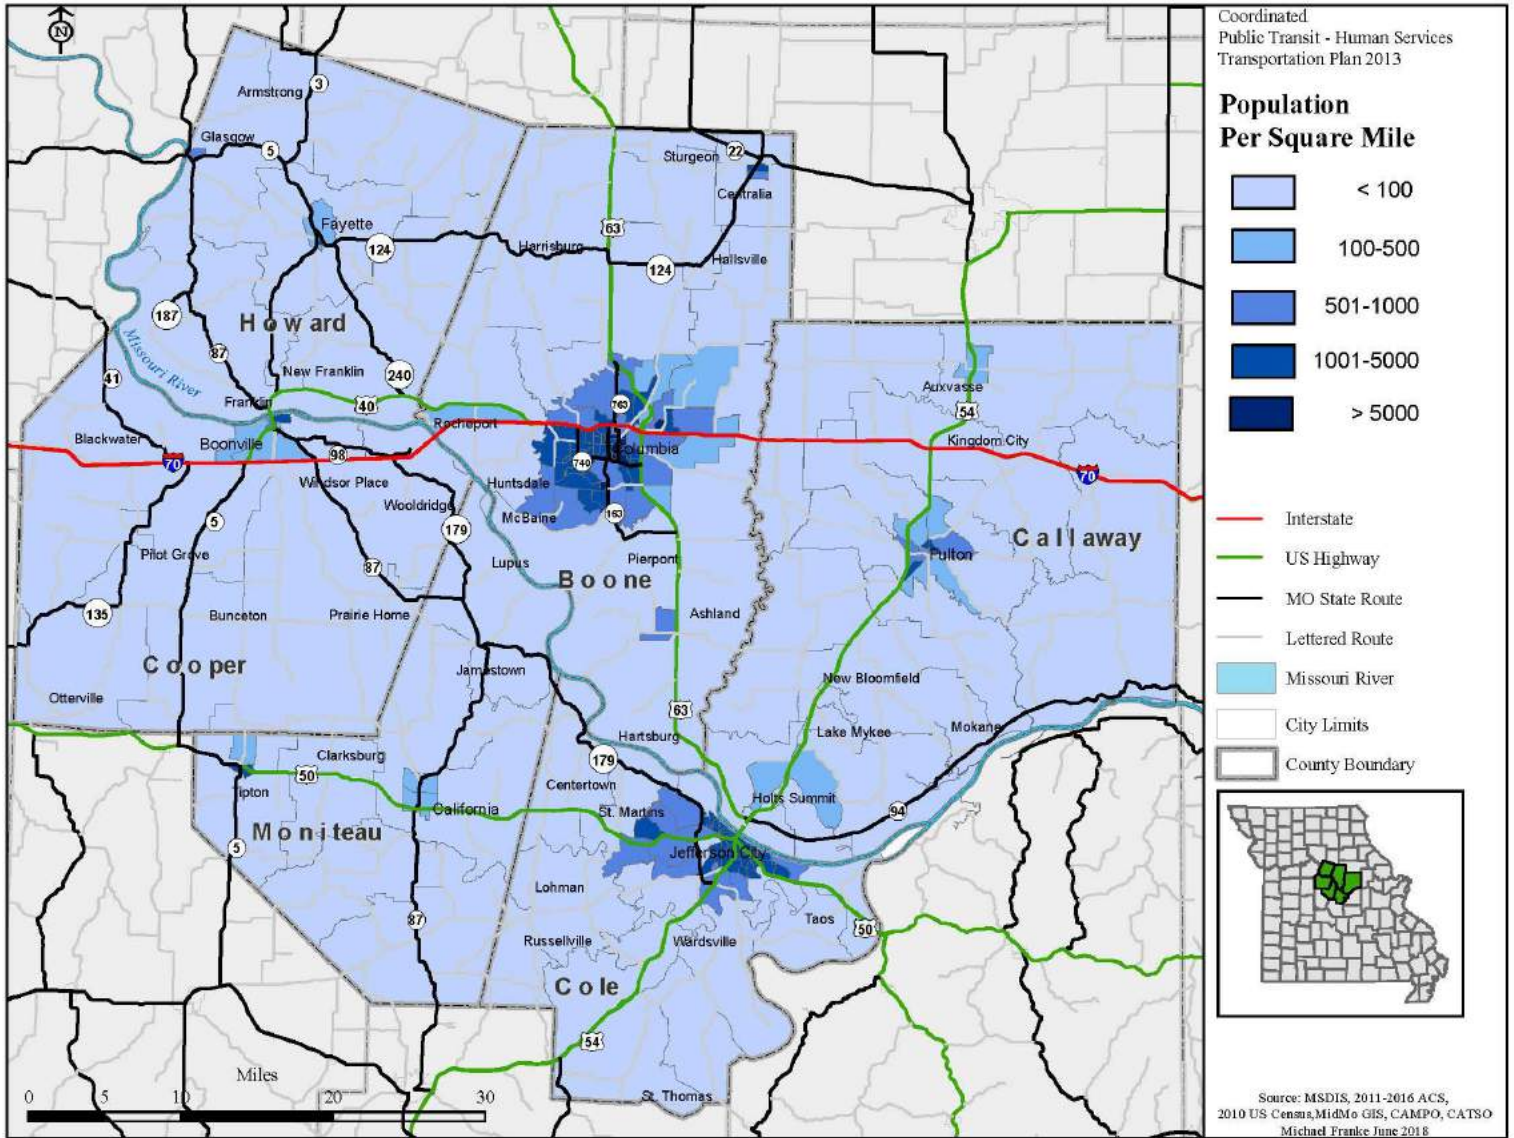 N
Armstrong
3
Glasgow
5
Sturgeon
22
Centralia
Fayette
63
124
Harrisburg
124
Hallsville
187
Howard
Missouri River
87
New Franklin
240
41
Franklin
40
763
Auxvasse
54
Rocheport
Blackwater
Boonville
Columbia
Kingdom City
70
98
740
70
Windsor Place
Huntsdale
Wooldridge
McBaine
163
5
179
Callaway
Pilot Grove
Lupus
Pierpont
Fulton
87
Boone
135
Bunceton
Prairie Home
Ashland
Cooper
Jamestown
New Bloomfield
Otterville
63
Mokane
Hartsburg
Lake Mykee
Clarksburg
179
50
Centertown
Tipton
Holts Summit
California
St. Martins
94
Moniteau
5
Jefferson City
Lohman
87
Taos
50
Russellville
Wardsville
Cole
54
St. Thomas
Miles
0 5 10 20 30
Coordinated
Public Transit - Human Services
Transportation Plan 2013
Population
Per Square Mile
< 100
100-500
501-1000
1001-5000
> 5000
Interstate
US Highway
MO State Route
Lettered Route
Missouri River
City Limits
County Boundary
Source: MSDIS, 2011-2016 ACS,
2010 US Census,MidMo GIS, CAMPO, CATSO
Michael Franke June 2018